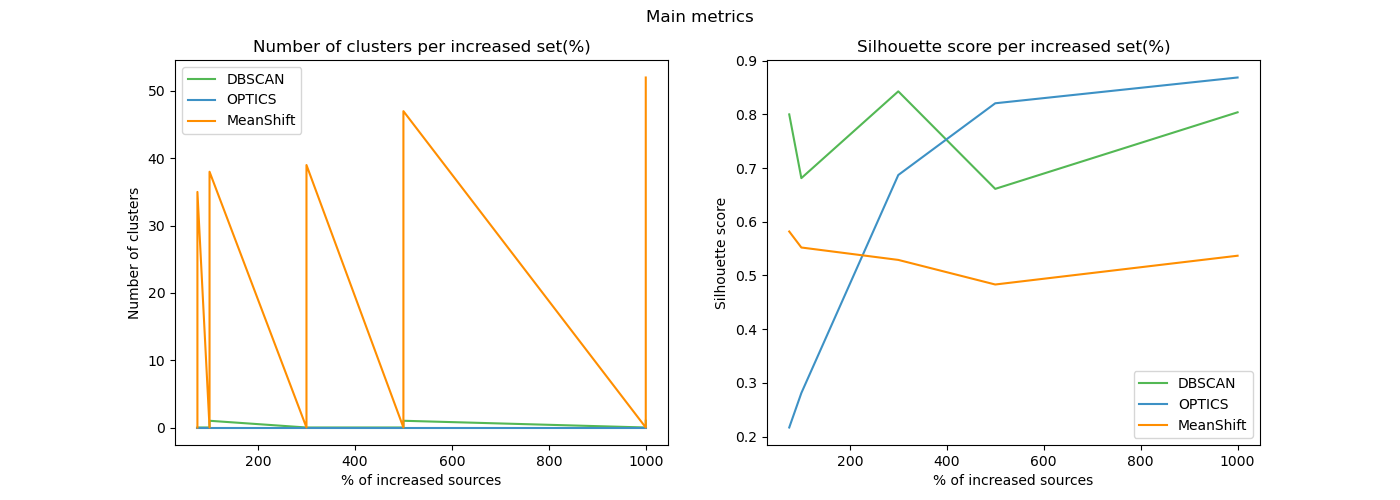 Main metrics
Number of clusters per increased set(%)
DBSCAN
OPTICS
MeanShift
50
40
30
20
10
0
Number of clusters
200
400
600
800
1000
% of increased sources
Silhouette score per increased set(%)
0.9
0.8
0.7
0.6
0.5
0.4
0.3
0.2
Silhouette score
DBSCAN
OPTICS
MeanShift
200
400
600
800
1000
% of increased sources